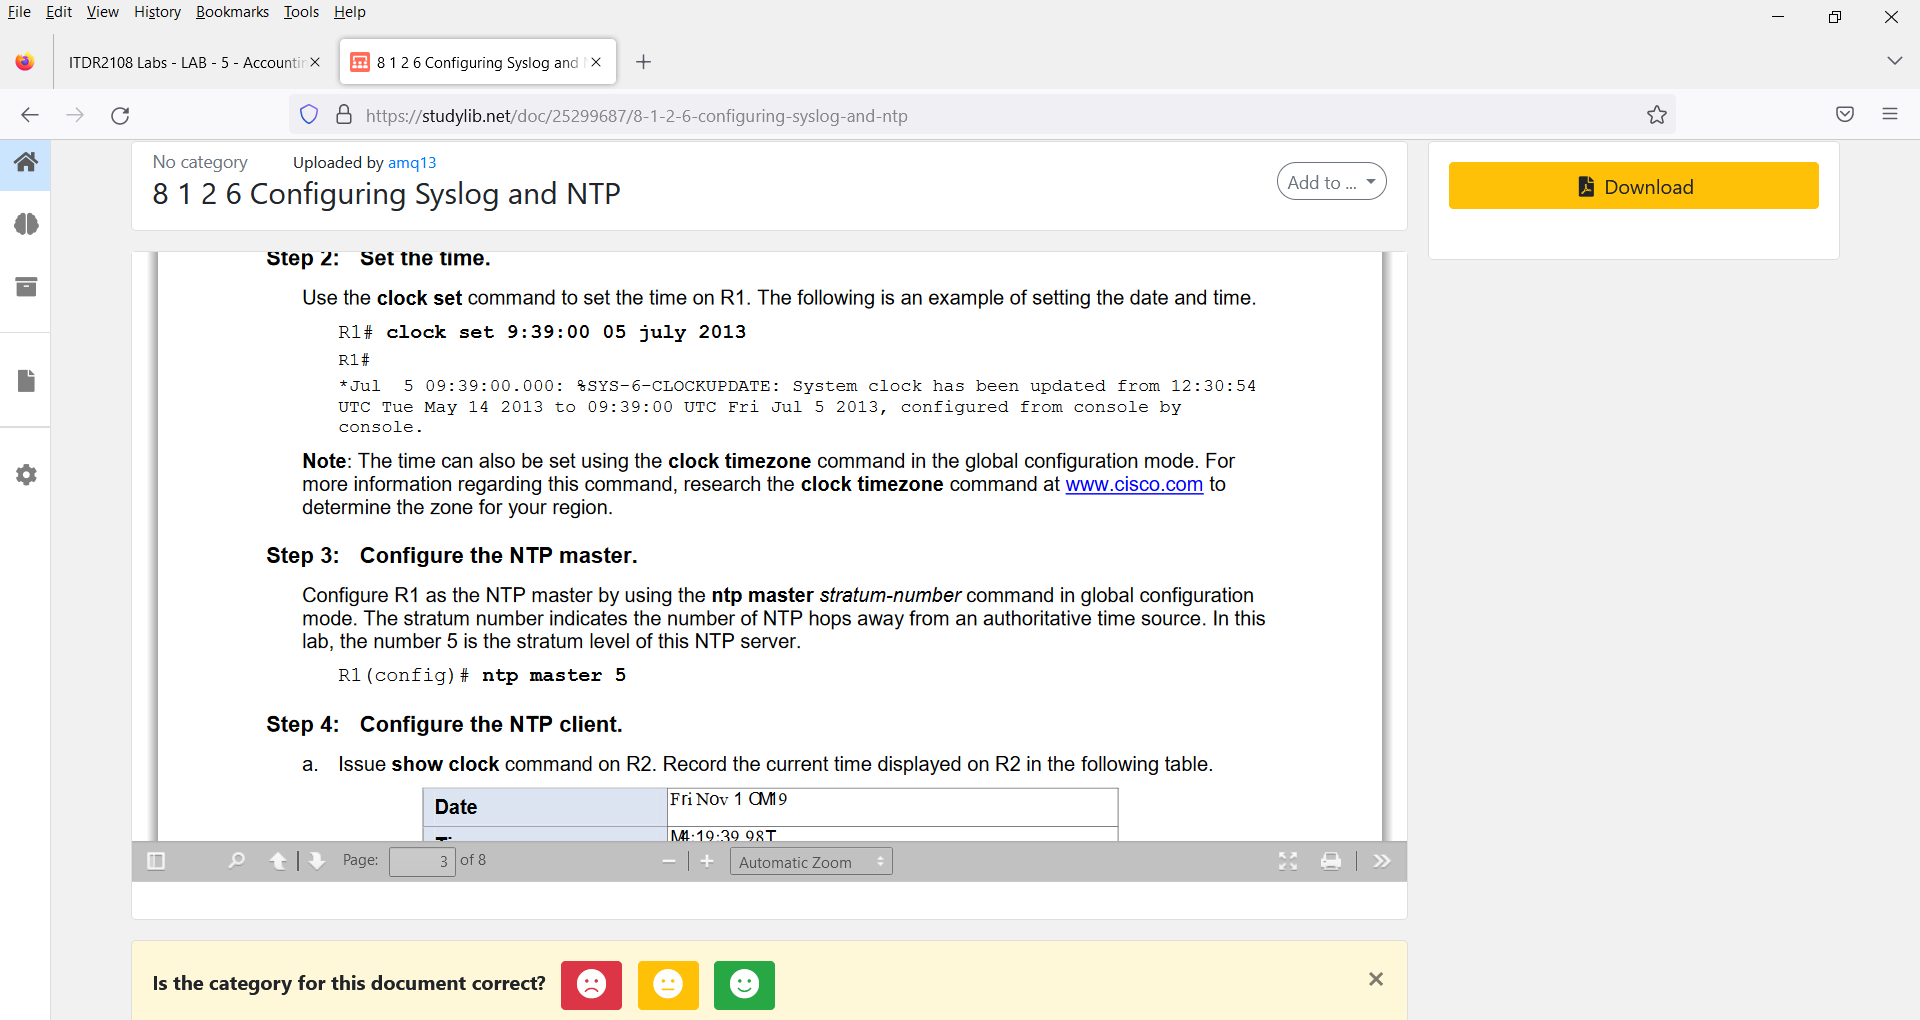 File Edit View History Bookmarks Tools Help
ITDR2108 Labs - LAB - 5 - Accountin
8 1 2 6 Configuring Syslog and
https://studylib.net/doc/25299687/8-1-2-6-configuring-syslog-and-ntp
No category Uploaded by amq13
8 1 2 6 Configuring Syslog and NTP
Add to ...
Download
Step 2: Set the time.
Use the clock set command to set the time on R1. The following is an example of setting the date and time.
R1# clock set 9:39:00 05 july 2013
R1#
*Jul 5 09:39:00.000: %SYS-6-CLOCKUPDATE: System clock has been updated from 12:30:54
UTC Tue May 14 2013 to 09:39:00 UTC Fri Jul 5 2013, configured from console by
console.
Note: The time can also be set using the clock timezone command in the global configuration mode. For
more information regarding this command, research the clock timezone command at www.cisco.com to
determine the zone for your region.
Step 3: Configure the NTP master.
Configure R1 as the NTP master by using the ntp master stratum-number command in global configuration
mode. The stratum number indicates the number of NTP hops away from an authoritative time source. In this
lab, the number 5 is the stratum level of this NTP server.
R1(config)# ntp master 5
Step 4: Configure the NTP client.
a. Issue show clock command on R2. Record the current time displayed on R2 in the following table.
Date
Fri Nov 1
Page: 3 of 8
Automatic Zoom
Is the category for this document correct?